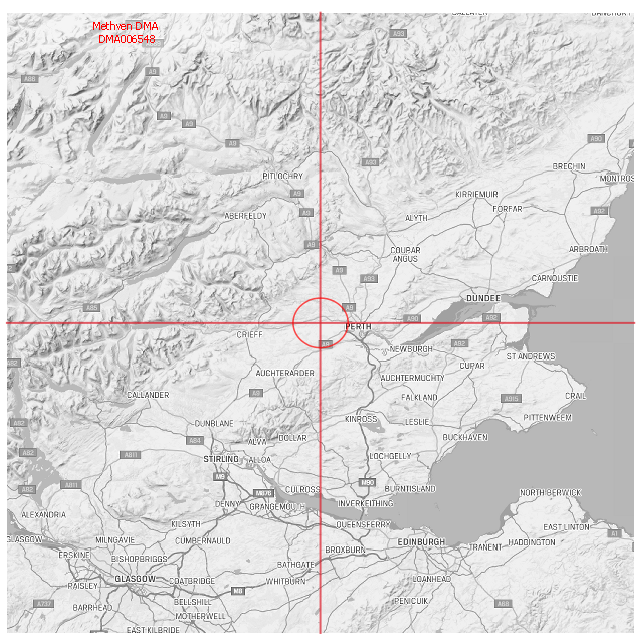 BALLATER
BANCHORY
Methven DMA
DMA006548
A93
A9
A86
A9
A9
A9
A90
A93
BRECHIN
PITLOCHRY
MONTROS
A9
KIRRIEMUIR
FORFAR
A9
A92
ABERFELDY
ALYTH
A9
COUPAR
ANGUS
ARBROATH
A9
A93
CARNOUSTIE
DUNDEE
A85
A9
A90
A92
PERTH
CRIEFF
A9
A92
NEWBURGH
ST ANDREWS
A82
CUPAR
AUCHTERARDER
AUCHTERMUCHTY
CALLANDER
A9
FALKLAND
A915
CRAIL
A82
DUNBLANE
KINROSS
LESLIE
PITTENWEEM
A84
ALVA
DOLLAR
BUCKHAVEN
A82
A811
STIRLING
ALLOA
LOCHGELLY
M9
M90
A82
A811
CULROSS
BURNTISLAND
M876
NORTH BERWICK
DENNY
GRANGEMOUTH
INVERKEITHING
ALEXANDRIA
KILSYTH
QUEENSFERRY
EAST LINTON
A1
GLASGOW
MILNGAVIE
CUMBERNAULD
EDINBURGH
HADDINGTON
ERSKINE
BISHOPBRIGGS
BROXBURN
TRANENT
BATHGATE
PAISLEY
GLASGOW
COATBRIDGE
WHITBURN
LOANHEAD
M8
A737
BARRHEAD
BELLSHILL
PENICUIK
A68
MOTHERWELL
EAST KILBRIDE